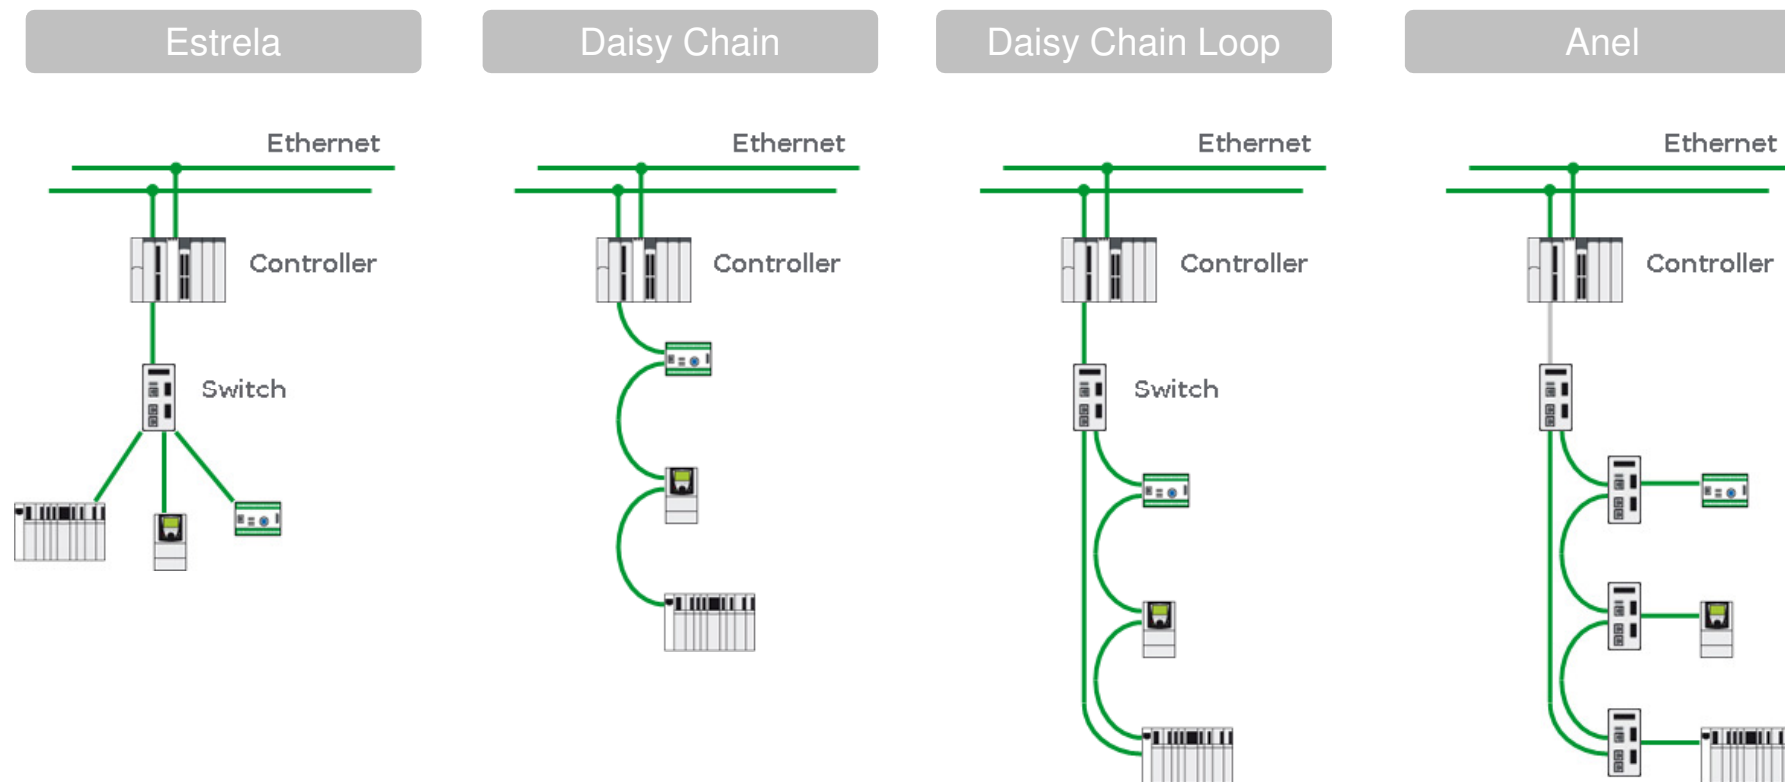 Estrela
Daisy Chain
Daisy Chain Loop
Anel
Ethernet
Ethernet
Ethernet
Ethernet
Controller
Controller
Controller
Controller
Switch
Switch